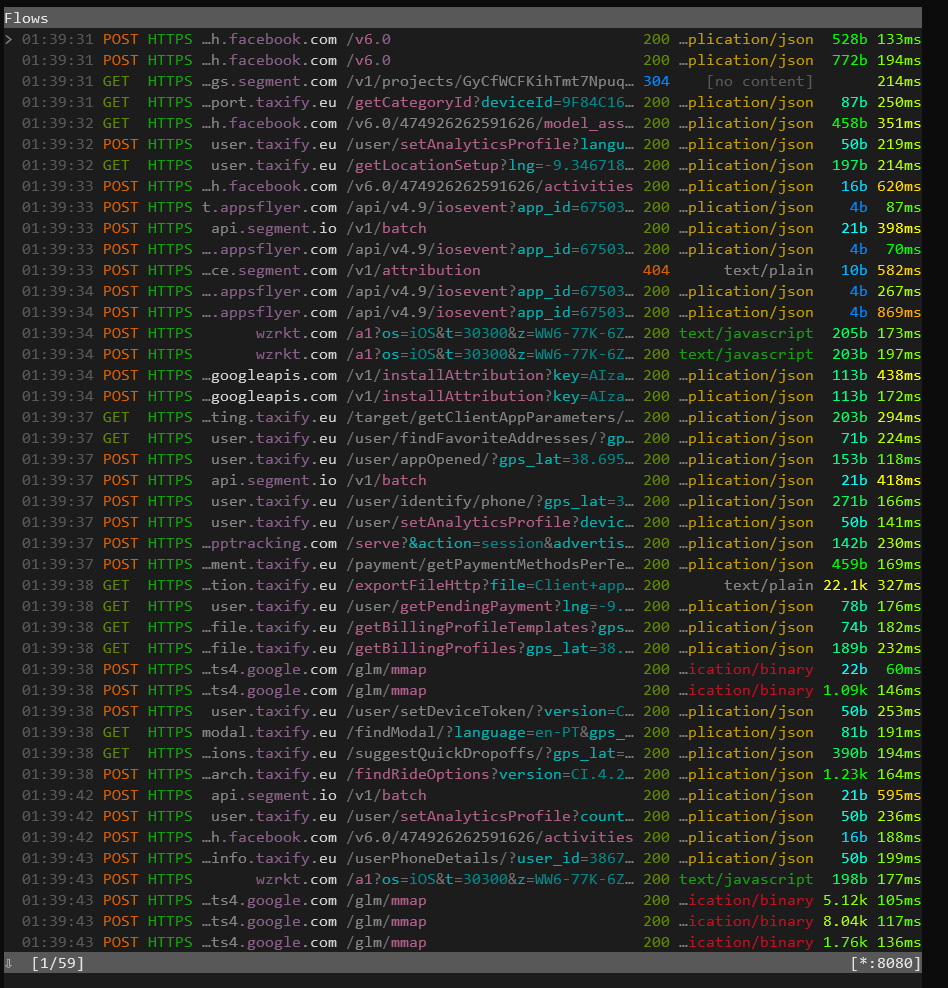 Flows
> 01:39:31 POST HTTPS …h.facebook.com /v6.0 200 …plication/json 528b 133ms
01:39:31 POST HTTPS …h.facebook.com /v6.0 200 …plication/json 772b 194ms
01:39:31 GET HTTPS …gs.segment.com /v1/projects/GyCfWCFKihTmt7Npuq… 304 [no content] 214ms
01:39:31 GET HTTPS …port.taxify.eu /getCategoryId?deviceId=9F84C16… 200 …plication/json 87b 250ms
01:39:32 GET HTTPS …h.facebook.com /v6.0/474926262591626/model_ass… 200 …plication/json 458b 351ms
01:39:32 POST HTTPS user.taxify.eu /setAnalyticsProfile?langu… 200 …plication/json 50b 219ms
01:39:32 GET HTTPS user.taxify.eu /getLocationSetup?lng=-9.346718… 200 …plication/json 197b 214ms
01:39:33 POST HTTPS …h.facebook.com /v6.0/474926262591626/activities 200 …plication/json 16b 620ms
01:39:33 POST HTTPS t.appsflyer.com /api/v4.9/iosevent?app_id=67503… 200 …plication/json 4b 87ms
01:39:33 POST HTTPS api.segment.io /v1/batch 200 …plication/json 21b 398ms
01:39:33 POST HTTPS ….appsflyer.com /api/v4.9/iosevent?app_id=67503… 200 …plication/json 4b 70ms
01:39:33 POST HTTPS …ce.segment.com /v1/attribution 404 text/plain 10b 582ms
01:39:34 POST HTTPS ….appsflyer.com /api/v4.9/iosevent?app_id=67503… 200 …plication/json 4b 267ms
01:39:34 POST HTTPS ….appsflyer.com /api/v4.9/iosevent?app_id=67503… 200 …plication/json 4b 869ms
01:39:34 POST HTTPS wzrkt.com /a1?os=iOS&t=30300&z=WW6-77K-6Z… 200 text/javascript 205b 173ms
01:39:34 POST HTTPS wzrkt.com /a1?os=iOS&t=30300&z=WW6-77K-6Z… 200 text/javascript 203b 197ms
01:39:34 POST HTTPS …googleapis.com /v1/installAttribution?key=AIza… 200 …plication/json 113b 438ms
01:39:34 POST HTTPS …googleapis.com /v1/installAttribution?key=AIza… 200 …plication/json 113b 172ms
01:39:37 GET HTTPS …ting.taxify.eu /target/getClientAppParameters/… 200 …plication/json 203b 294ms
01:39:37 GET HTTPS user.taxify.eu /user/findFavoriteAddresses/?gp… 200 …plication/json 71b 224ms
01:39:37 POST HTTPS user.taxify.eu /user/appOpened/?gps_lat=38.695… 200 …plication/json 153b 118ms
01:39:37 POST HTTPS api.segment.io /v1/batch 200 …plication/json 21b 418ms
01:39:37 POST HTTPS user.taxify.eu /user/identify/phone/?gps_lat=3… 200 …plication/json 271b 166ms
01:39:37 POST HTTPS user.taxify.eu /user/setAnalyticsProfile?devic… 200 …plication/json 50b 141ms
01:39:37 POST HTTPS …pptracking.com /serve?&action=session&advertis… 200 …plication/json 142b 230ms
01:39:37 POST HTTPS …ment.taxify.eu /payment/getPaymentMethodsPerTe… 200 …plication/json 459b 169ms
01:39:38 GET HTTPS …tion.taxify.eu /exportFileHttp?file=Client+app… 200 text/plain 22.1k 327ms
01:39:38 GET HTTPS user.taxify.eu /user/getPendingPayment?lng=-9.… 200 …plication/json 78b 176ms
01:39:38 GET HTTPS …file.taxify.eu /getBillingProfileTemplates?gps… 200 …plication/json 74b 182ms
01:39:38 GET HTTPS …file.taxify.eu /getBillingProfiles?gps_lat=38.… 200 …plication/json 189b 232ms
01:39:38 POST HTTPS …ts4.google.com /glm/mmap 200 …ication/binary 22b 60ms
01:39:38 POST HTTPS …ts4.google.com /glm/mmap 200 …ication/binary 1.09k 146ms
01:39:38 POST HTTPS user.taxify.eu /user/setDeviceToken/?version=C… 200 …plication/json 50b 253ms
01:39:38 GET HTTPS modal.taxify.eu /findModal/?language=en-PT&gps_… 200 …plication/json 81b 191ms
01:39:38 GET HTTPS …ions.taxify.eu /suggestQuickDropoffs/?gps_lat=… 200 …plication/json 390b 194ms
01:39:38 POST HTTPS …arch.taxify.eu /findRideOptions?version=CI.4.2… 200 …plication/json 1.23k 164ms
01:39:42 POST HTTPS api.segment.io /v1/batch 200 …plication/json 21b 595ms
01:39:42 POST HTTPS user.taxify.eu /user/setAnalyticsProfile?count… 200 …plication/json 50b 236ms
01:39:42 POST HTTPS …h.facebook.com /v6.0/474926262591626/activities 200 …plication/json 16b 188ms
01:39:43 POST HTTPS …info.taxify.eu /userPhoneDetails/?user_id=3867… 200 …plication/json 50b 199ms
01:39:43 POST HTTPS wzrkt.com /a1?os=iOS&t=30300&z=WW6-77K-6Z… 200 text/javascript 198b 177ms
01:39:43 POST HTTPS …ts4.google.com /glm/mmap 200 …ication/binary 5.12k 105ms
01:39:43 POST HTTPS …ts4.google.com /glm/mmap 200 …ication/binary 8.04k 117ms
01:39:43 POST HTTPS …ts4.google.com /glm/mmap 200 …ication/binary 1.76k 136ms
⇩ [1/59] [*:8080]